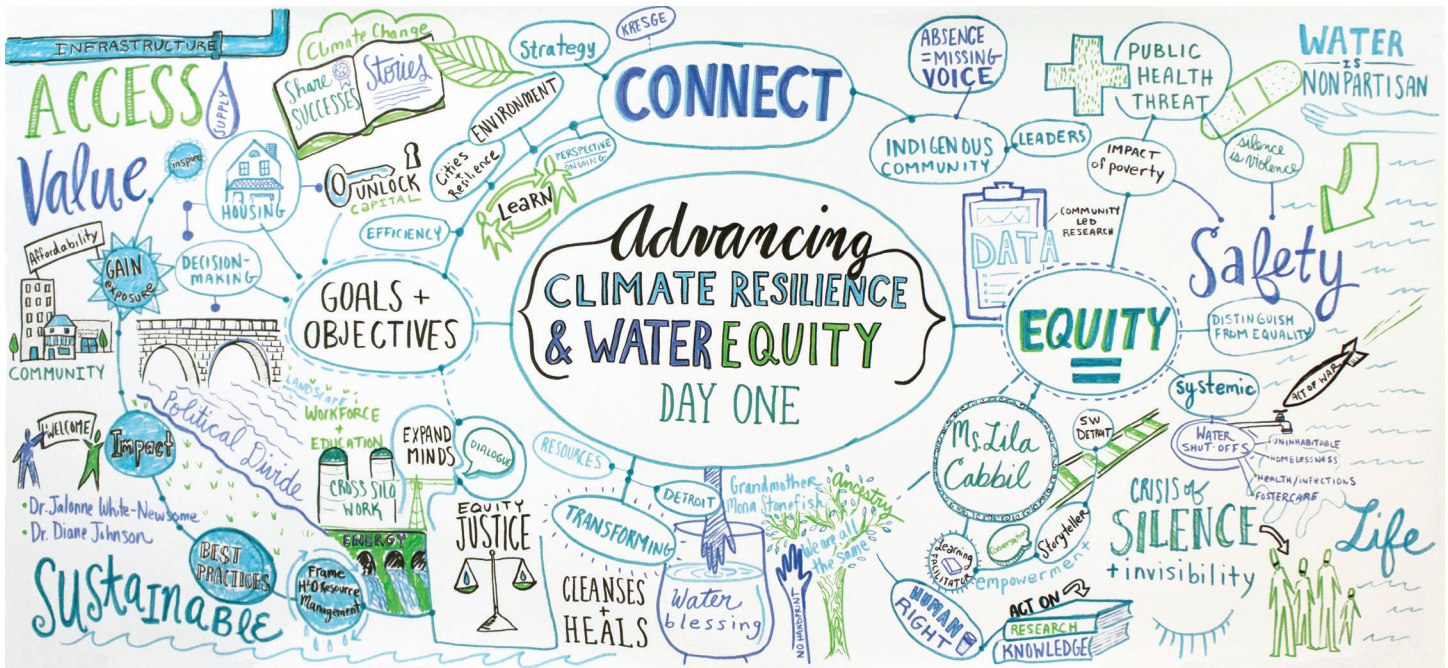 INFRASTRUCTURE
ACCESS
SUPPLY
Value
Climate Change
Share
SUCCESSES
Stories
Strategy
KRESGE
CONNECT
ENVIRONMENT
Cities +
Resilience
PERSPECTIVE
ONGOING
LEARN
inspire
HOUSING
UNLOCK
CAPITAL
EFFICIENCY
Affordability
GAIN
exposure
DECISION-
MAKING
GOALS +
OBJECTIVES
COMMUNITY
WELCOME
Impact
LANDSCAPE
Political Divide
WORKFORCE
+
EDUCATION
EXPAND
MINDS
DIALOGUE
CROSS SILO
WORK
ENERGY
• Dr. Jalonne White-Newsome
• Dr. Diane Johnson
BEST
PRACTICES
Frame
H2O Resource
Management
SUSTAINABLE
EQUITY
JUSTICE
Advancing
CLIMATE RESILIENCE
& WATER EQUITY
DAY ONE
RESOURCES
DETROIT
TRANSFORMING
CLEANSES
+
HEALS
Water
blessing
Grandmother
Mona Stonefish
ancestry
We are all
the same
NO HANDPRINT
ABSENCE
=MISSING
VOICE
INDIGENOUS
COMMUNITY
LEADERS
PUBLIC
HEALTH
THREAT
IMPACT
of poverty
silence
is violence
WATER
IS
NONPARTISAN
DATA
COMMUNITY
LED
RESEARCH
Safety
EQUITY
=
DISTINGUISH
FROM EQUALITY
systemic
ACT OF WAR
WATER
SHUT-OFFS
UNINHABITABLE
HOMELESSNESS
HEALTH/INFECTIONS
FOSTERCARE
Ms. Lila
Cabbil
SW
DETROIT
Storyteller
Conversation
Learning
FACILITATOR
empowerment
HUMAN
RIGHT
ACT ON
RESEARCH
KNOWLEDGE
CRISIS of
SILENCE
+ invisibility
Life